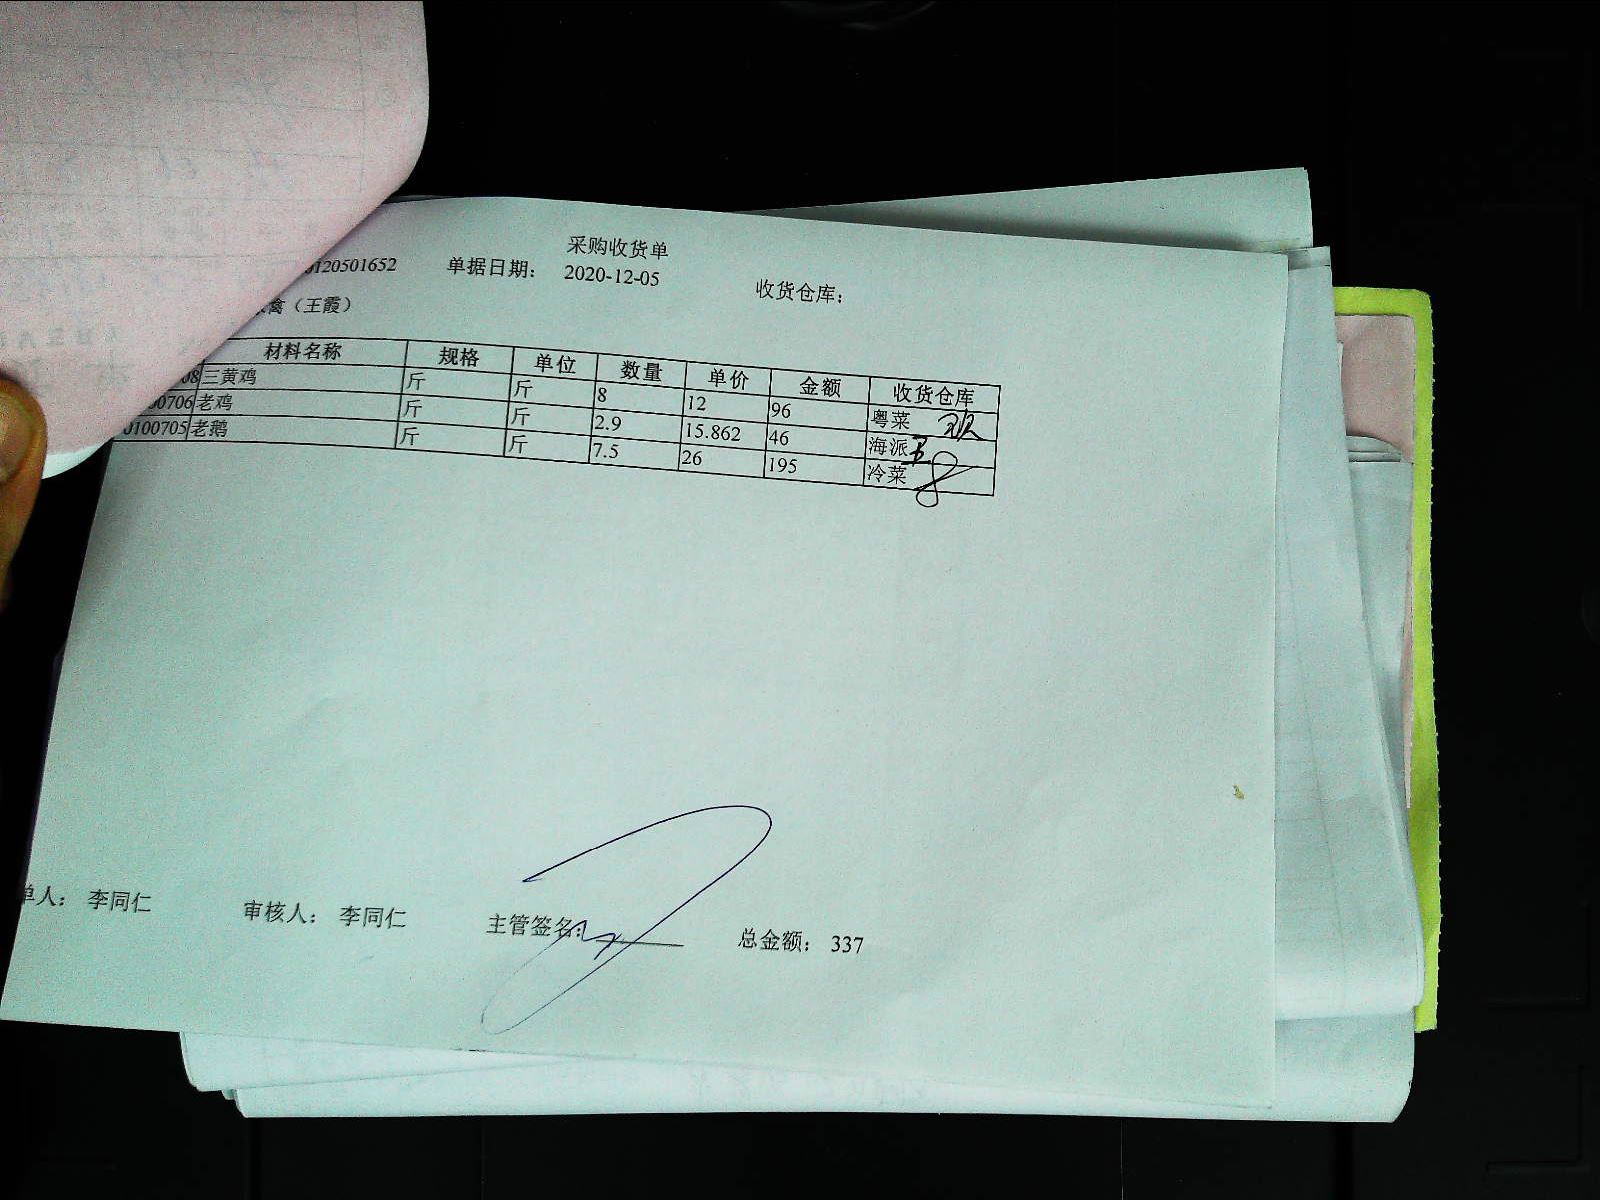 采购收货单
0120501652 单据日期： 2020-12-05 收货仓库：
禽（王霞）
材料名称 规格 单位 数量 单价 金额 收货仓库
08 三黄鸡 斤 斤 8 12 96 粤菜
00706 老鸡 斤 斤 2.9 15.862 46 海派
0100705 老鹅 斤 斤 7.5 26 195 冷菜
单人： 李同仁 审核人： 李同仁 主管签名： 总金额： 337